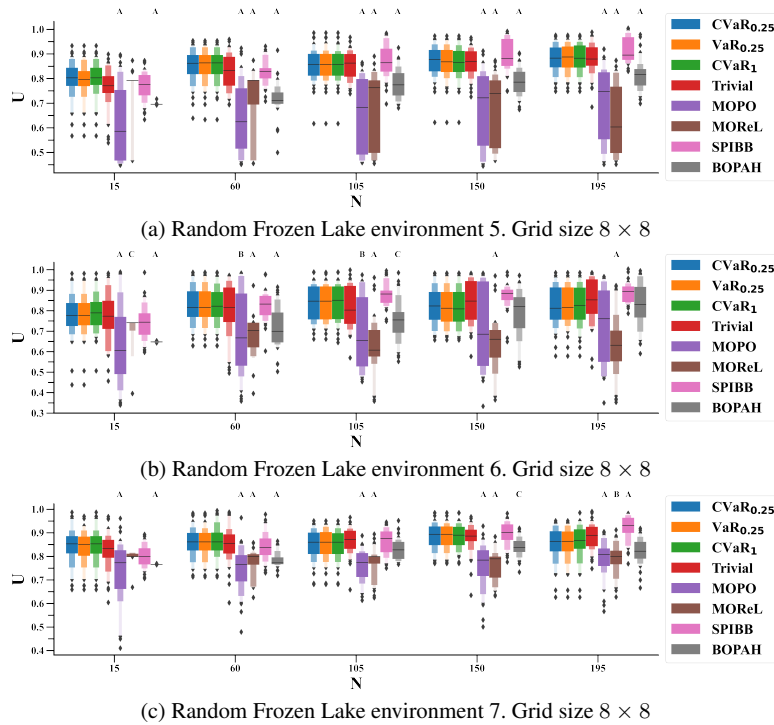 A A A A A A C A A A A A A
U
1.0
0.9
0.8
0.7
0.6
0.5
15 60 105 150 195
N
CVaR0.25
VaR0.25
CVaR1
Trivial
MOPO
MOReL
SPIBB
BOPAH
(a) Random Frozen Lake environment 5. Grid size 8 × 8
A C A B A A B A C A A
U
1.0
0.9
0.8
0.7
0.6
0.5
0.4
0.3
15 60 105 150 195
N
CVaR0.25
VaR0.25
CVaR1
Trivial
MOPO
MOReL
SPIBB
BOPAH
(b) Random Frozen Lake environment 6. Grid size 8 × 8
A A A A A A A A A C A B A
U
1.0
0.9
0.8
0.7
0.6
0.5
0.4
15 60 105 150 195
N
CVaR0.25
VaR0.25
CVaR1
Trivial
MOPO
MOReL
SPIBB
BOPAH
(c) Random Frozen Lake environment 7. Grid size 8 × 8